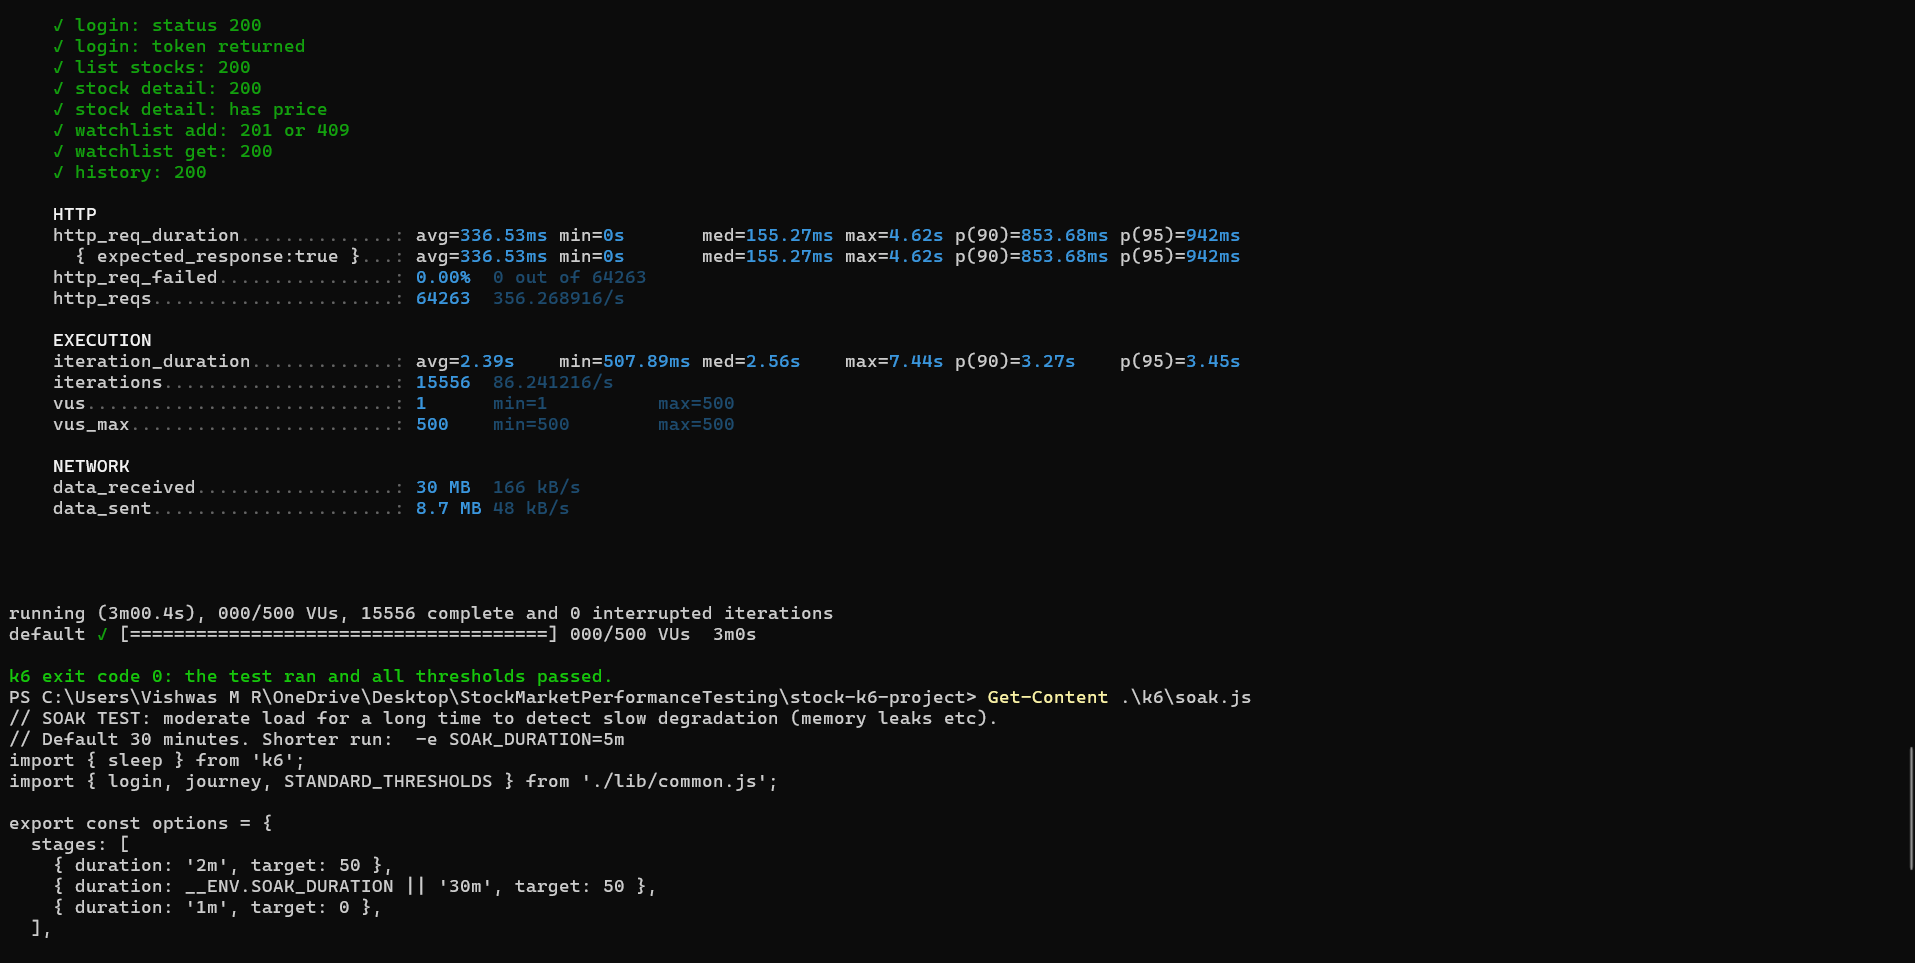 ✓ login: status 200
✓ login: token returned
✓ list stocks: 200
✓ stock detail: 200
✓ stock detail: has price
✓ watchlist add: 201 or 409
✓ watchlist get: 200
✓ history: 200
HTTP
http_req_duration..............: avg=336.53ms min=0s       med=155.27ms max=4.62s p(90)=853.68ms p(95)=942ms
{ expected_response:true }...: avg=336.53ms min=0s       med=155.27ms max=4.62s p(90)=853.68ms p(95)=942ms
http_req_failed................: 0.00%  0 out of 64263
http_reqs......................: 64263  356.268916/s
EXECUTION
iteration_duration.............: avg=2.39s    min=507.89ms med=2.56s    max=7.44s p(90)=3.27s    p(95)=3.45s
iterations.....................: 15556  86.241216/s
vus............................: 1      min=1          max=500
vus_max........................: 500    min=500        max=500
NETWORK
data_received..................: 30 MB  166 kB/s
data_sent......................: 8.7 MB 48 kB/s
running (3m00.4s), 000/500 VUs, 15556 complete and 0 interrupted iterations
default ✓ [======================================] 000/500 VUs  3m0s
k6 exit code 0: the test ran and all thresholds passed.
PS C:\Users\Vishwas M R\OneDrive\Desktop\StockMarketPerformanceTesting\stock-k6-project> Get-Content .\k6\soak.js
// SOAK TEST: moderate load for a long time to detect slow degradation (memory leaks etc).
// Default 30 minutes. Shorter run:  -e SOAK_DURATION=5m
import { sleep } from 'k6';
import { login, journey, STANDARD_THRESHOLDS } from './lib/common.js';
export const options = {
stages: [
{ duration: '2m', target: 50 },
{ duration: __ENV.SOAK_DURATION || '30m', target: 50 },
{ duration: '1m', target: 0 },
],